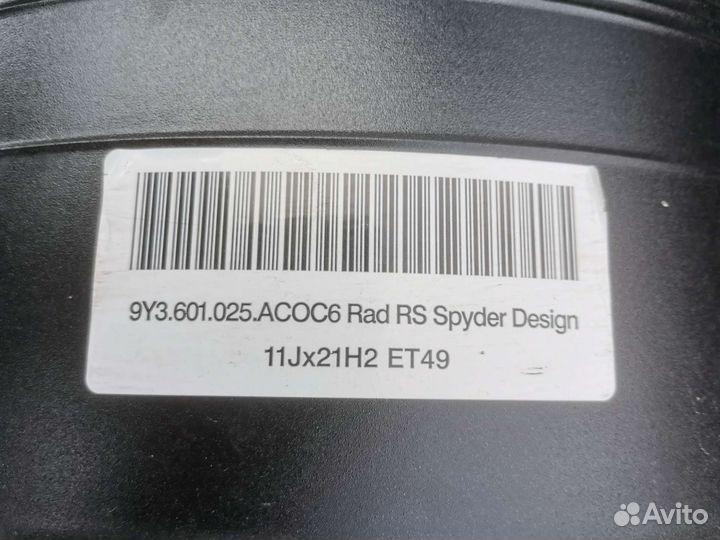 9Y3.601.025.ACOC6 Rad RS Spyder Design
11Jx21H2 ET49
Avito